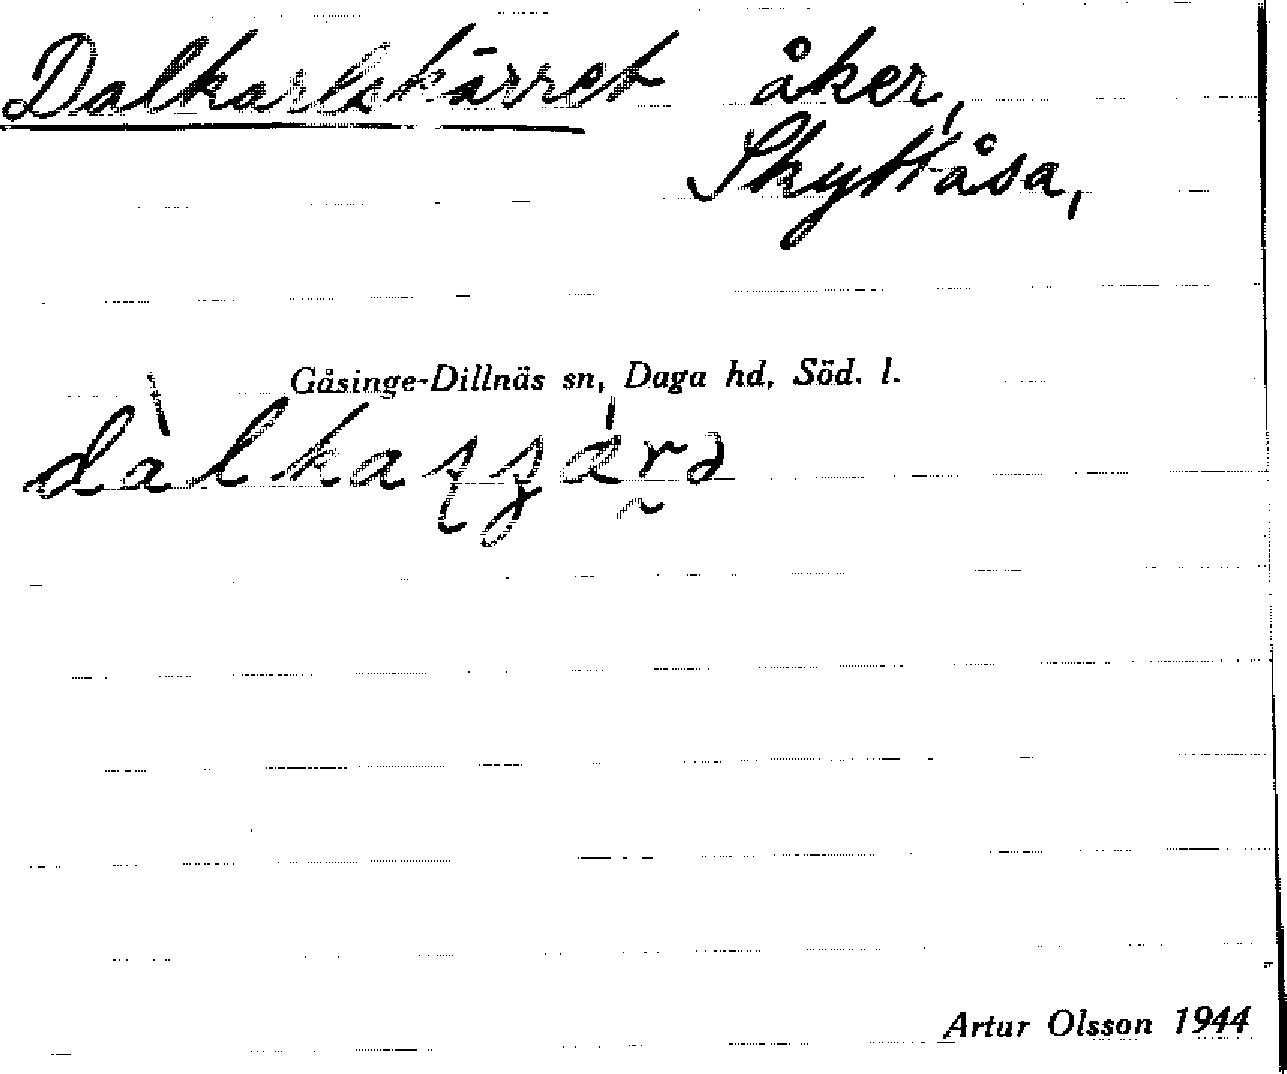 Dalkarlskärret åker,
Skyttåsa,
Gåsinge-Dillnäs sn, Daga hd, Söd. l.
Artur Olsson 1944